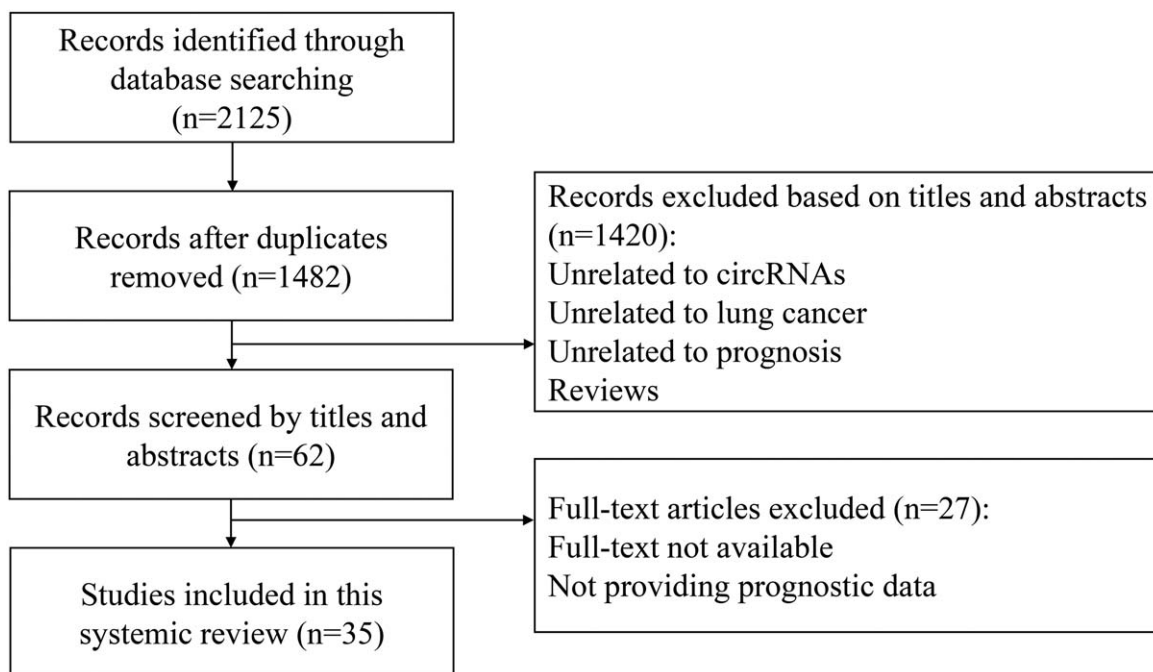 Records identified through
database searching
(n=2125)
Records after duplicates
removed (n=1482)
Records excluded based on titles and abstracts
(n=1420):
Unrelated to circRNAs
Unrelated to lung cancer
Unrelated to prognosis
Reviews
Records screened by titles and
abstracts (n=62)
Full-text articles excluded (n=27):
Full-text not available
Not providing prognostic data
Studies included in this
systemic review (n=35)